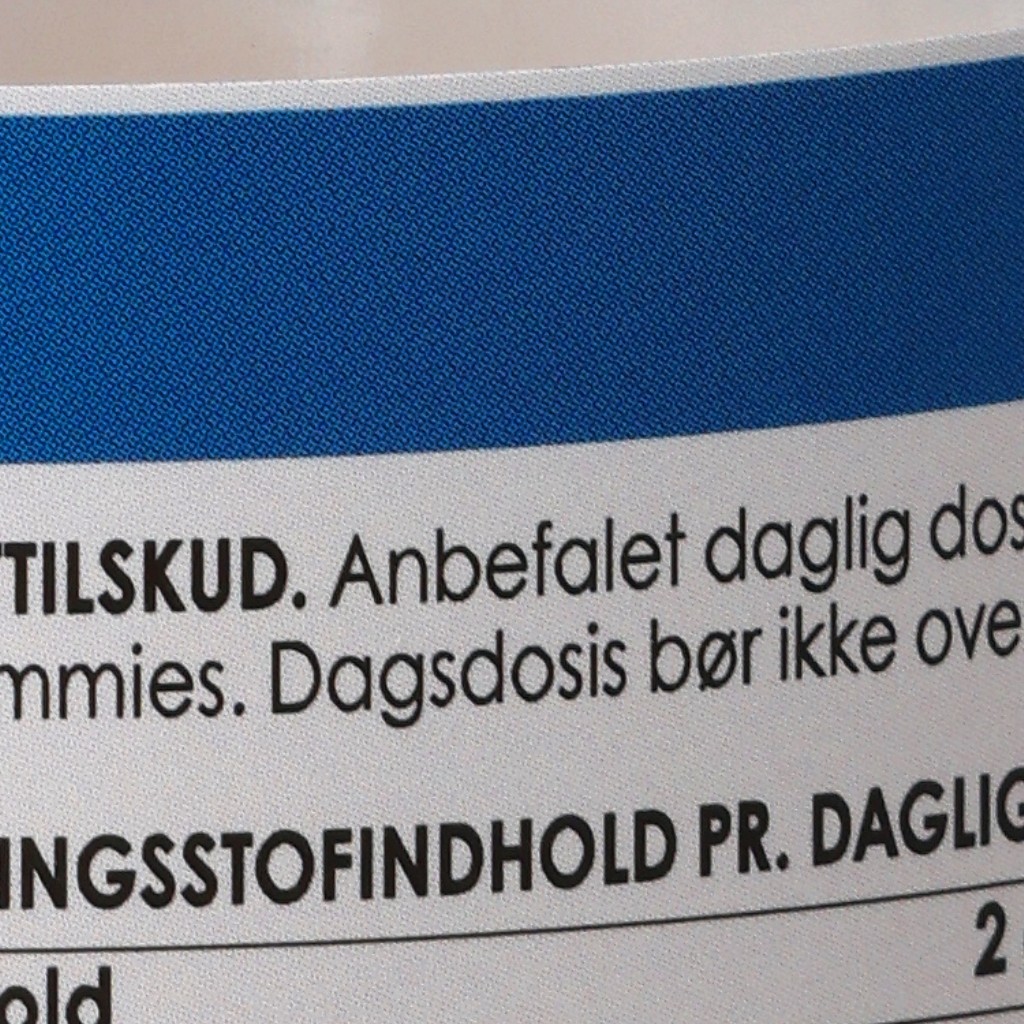 TILSKUD. Anbefalet daglig dos
mmies. Dagsdosis bør ikke ove
INGSSTOFINDHOLD PR. DAGLIG
2
old